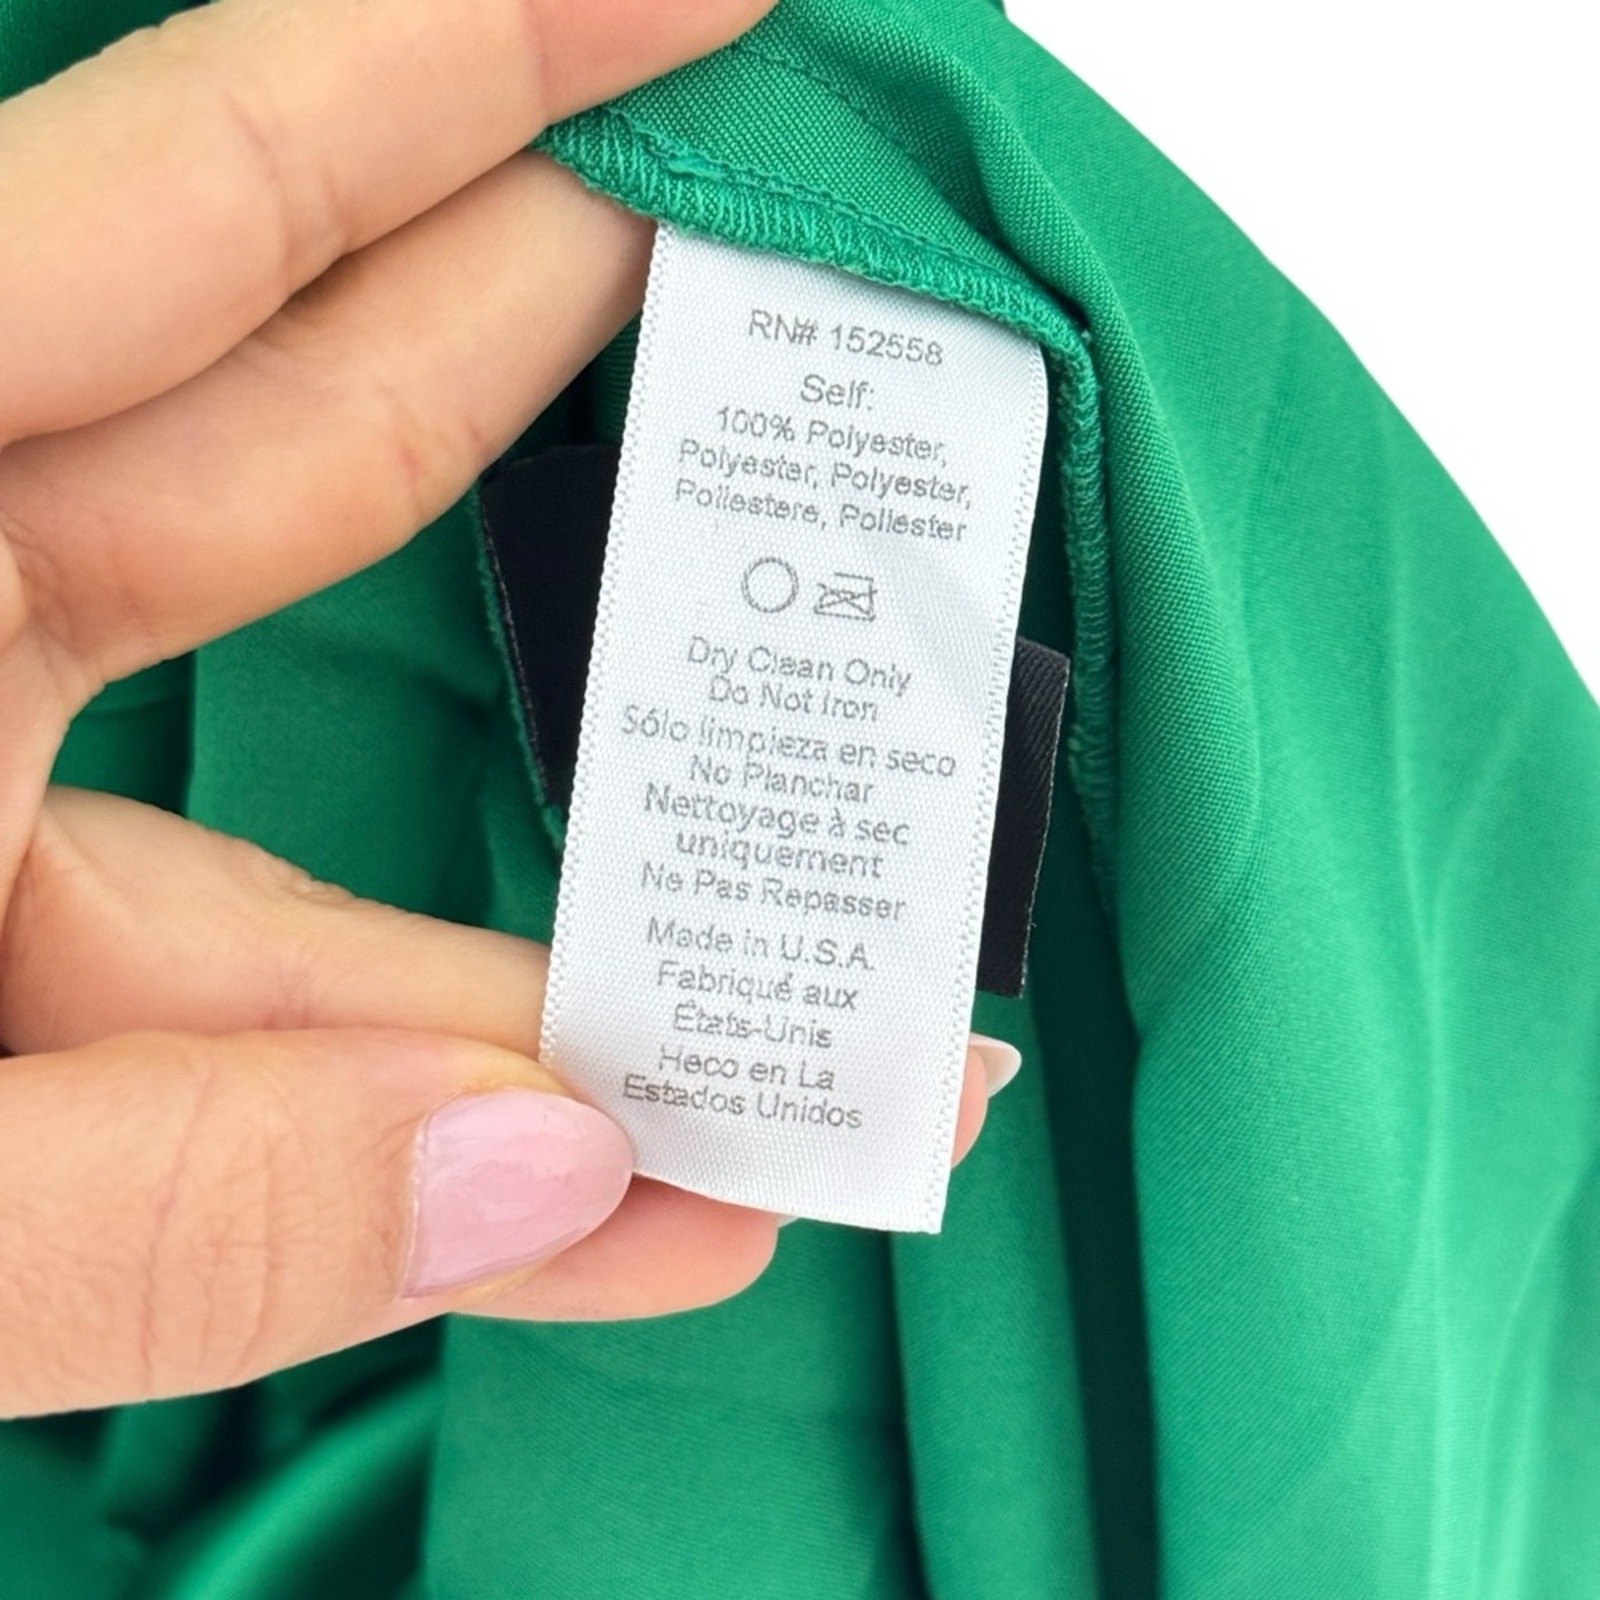 RN# 152558
Self:
100% Polyester,
Polyester, Polyester,
Poliestere, Poliester
Dry Clean Only
Do Not Iron
Sólo limpieza en seco
No Planchar
Nettoyage à sec
uniquement
Ne Pas Repasser
Made in U.S.A.
Fabriqué aux
États-Unis
Heco en La
Estados Unidos